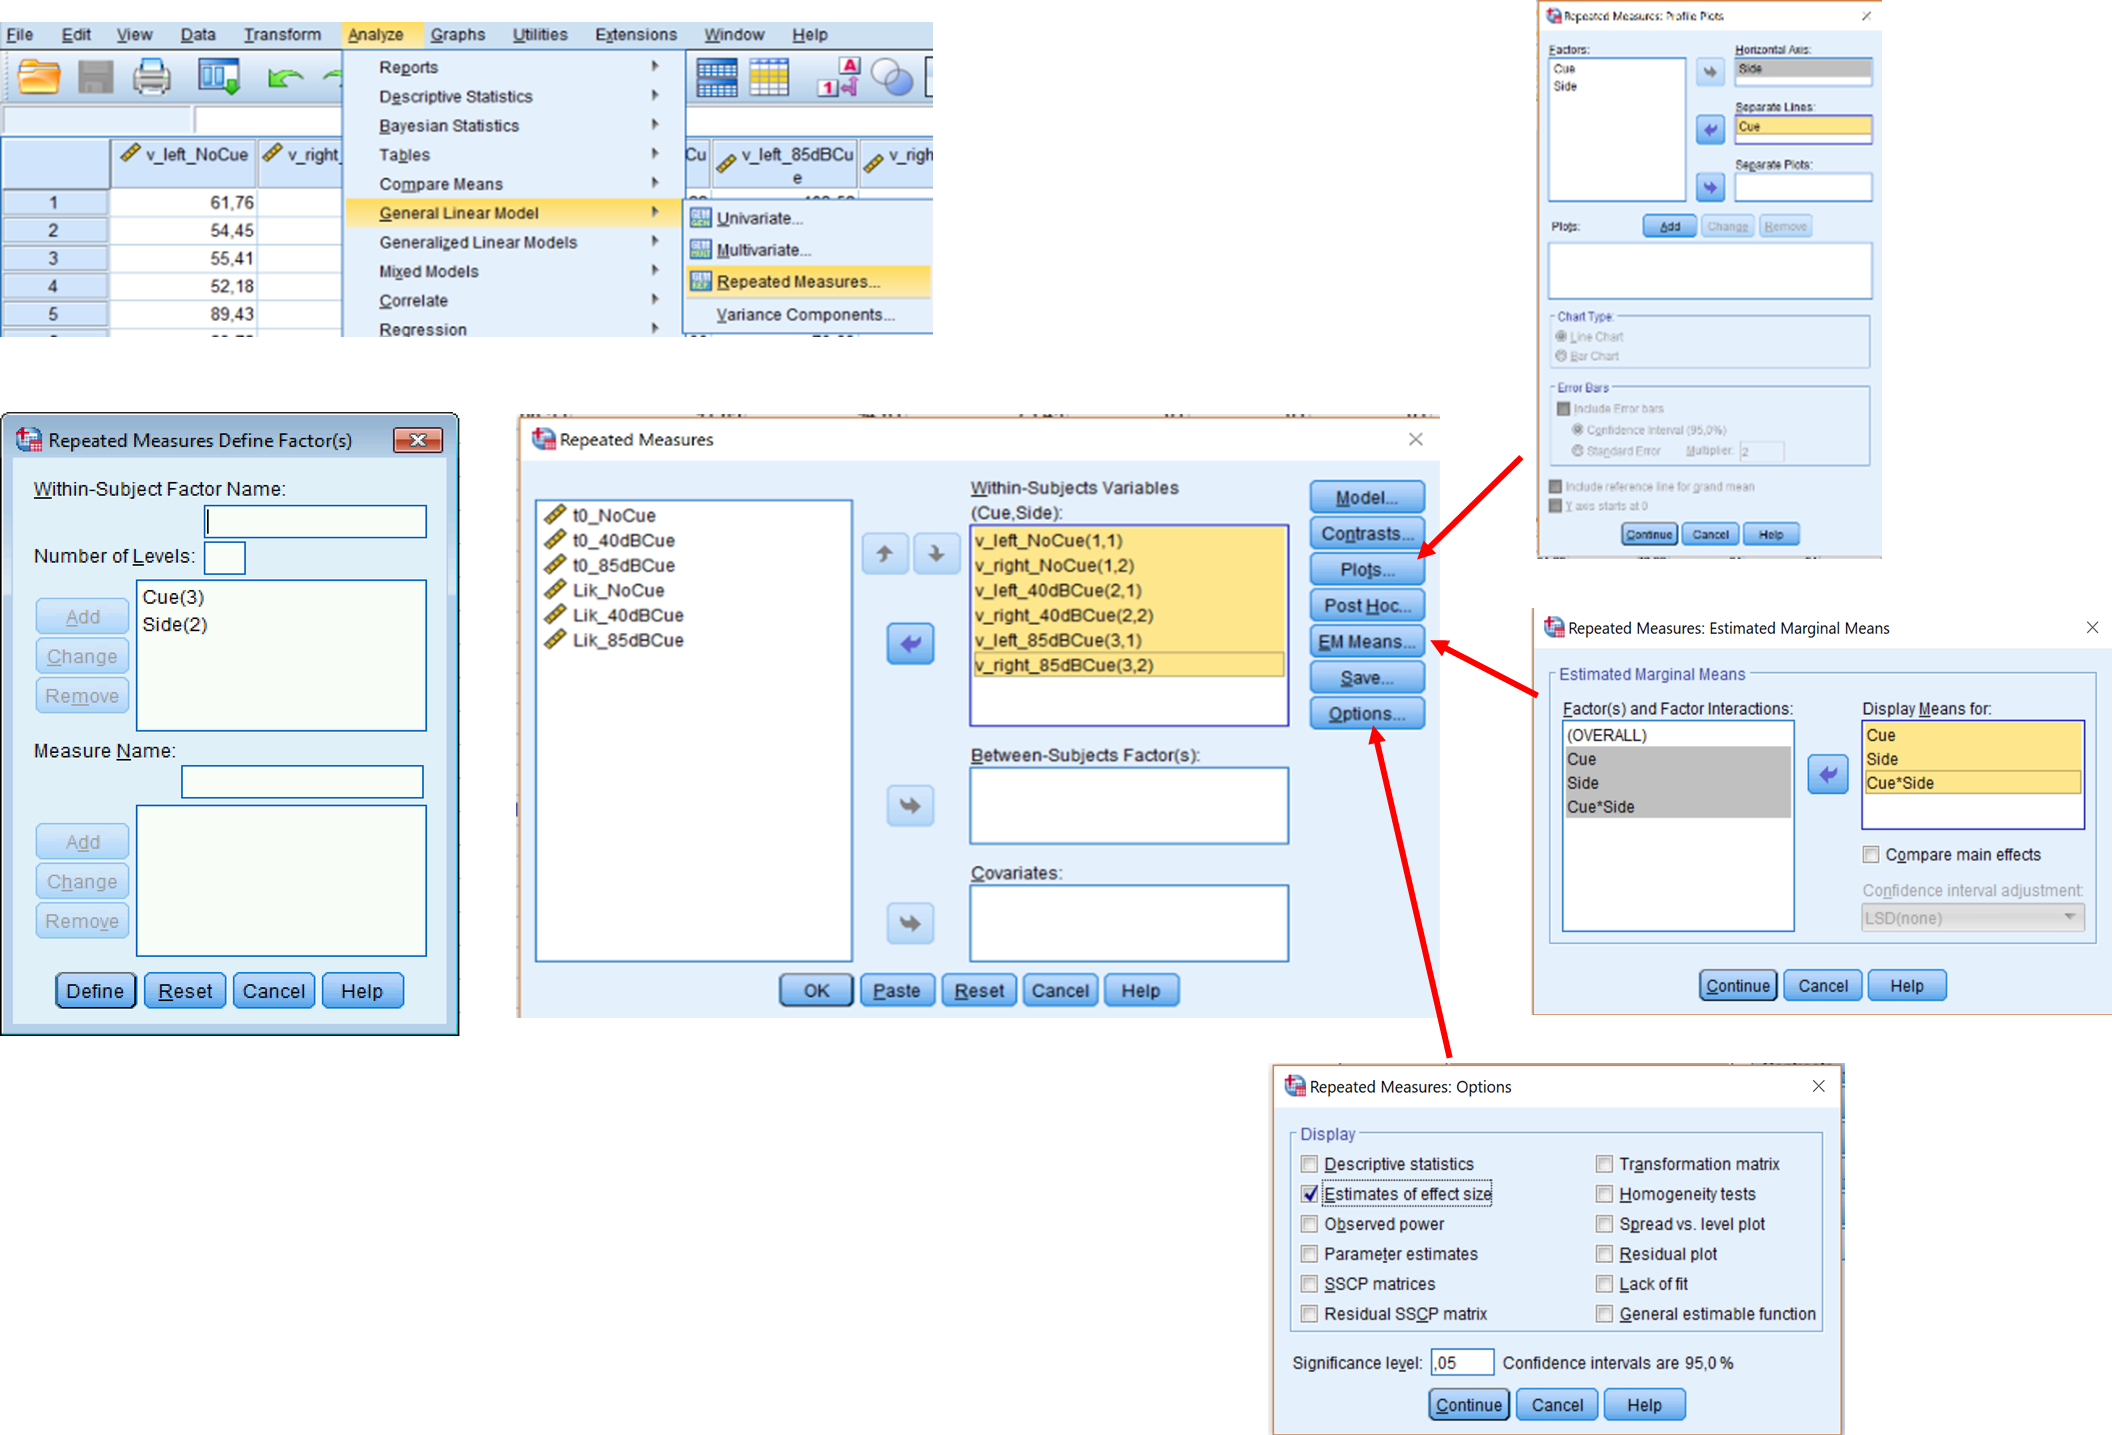 File Edit View Data Transform Analyze Graphs Utilities Extensions Window Help
Reports
Descriptive Statistics
Bayesian Statistics
Tables
Compare Means
General Linear Model
Generalized Linear Models
Mixed Models
Correlate
Regression
Univariate...
Multivariate...
Repeated Measures...
Variance Components...
v_left_NoCue v_right_ Cu v_left_85dBCu v_righ
e
1 61,76
2 54,45
3 55,41
4 52,18
5 89,43
Repeated Measures Define Factor(s)
Within-Subject Factor Name:
Number of Levels:
Add
Change
Remove
Cue(3)
Side(2)
Measure Name:
Add
Change
Remove
Define Reset Cancel Help
Repeated Measures
t0_NoCue
t0_40dBCue
t0_85dBCue
Lik_NoCue
Lik_40dBCue
Lik_85dBCue
Within-Subjects Variables
(Cue,Side):
v_left_NoCue(1,1)
v_right_NoCue(1,2)
v_left_40dBCue(2,1)
v_right_40dBCue(2,2)
v_left_85dBCue(3,1)
v_right_85dBCue(3,2)
Between-Subjects Factor(s):
Covariates:
Model...
Contrasts...
Plots...
Post Hoc...
EM Means...
Save...
Options...
OK Paste Reset Cancel Help
Repeated Measures: Profile Plots
Factors:
Cue
Side
Horizontal Axis:
Side
Separate Lines:
Cue
Separate Plots:
Plots: Add Change Remove
Chart Type:
Line Chart
Bar Chart
Error Bars
Include Error bars
Confidence Interval (95,0%)
Standard Error Multiplier: 2
Include reference line for grand mean
Y axis starts at 0
Continue Cancel Help
Repeated Measures: Estimated Marginal Means
Estimated Marginal Means
Factor(s) and Factor Interactions:
(OVERALL)
Cue
Side
Cue*Side
Display Means for:
Cue
Side
Cue*Side
Compare main effects
Confidence interval adjustment:
LSD(none)
Continue Cancel Help
Repeated Measures: Options
Display
Descriptive statistics
Estimates of effect size
Observed power
Parameter estimates
SSCP matrices
Residual SSCP matrix
Transformation matrix
Homogeneity tests
Spread vs. level plot
Residual plot
Lack of fit
General estimable function
Significance level: ,05 Confidence intervals are 95,0 %
Continue Cancel Help